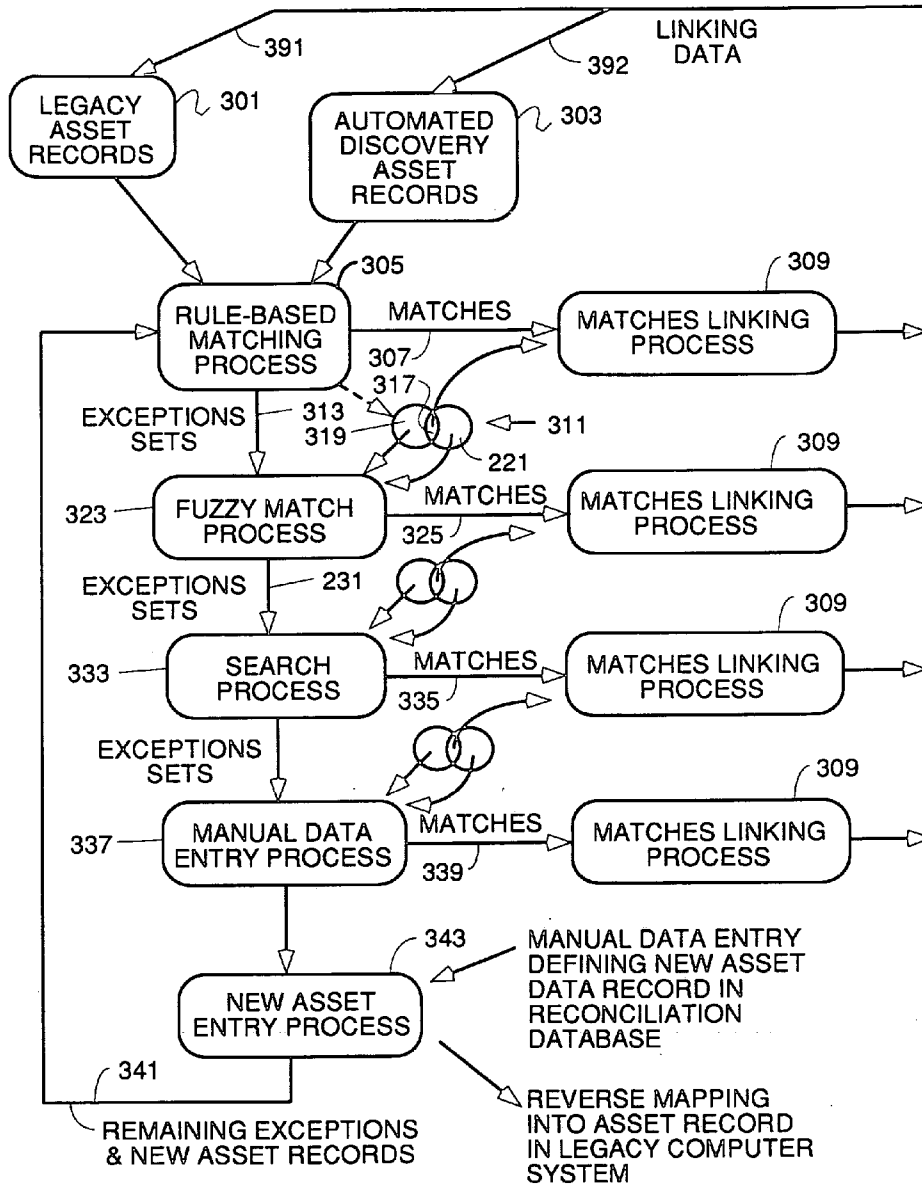 391
LINKING
DATA
392
LEGACY
ASSET
RECORDS
301
AUTOMATED
DISCOVERY
ASSET
RECORDS
303
305
309
RULE-BASED
MATCHING
PROCESS
MATCHES
307
MATCHES LINKING
PROCESS
EXCEPTIONS
SETS
313
317
319
311
221
309
323
FUZZY MATCH
PROCESS
MATCHES
325
MATCHES LINKING
PROCESS
EXCEPTIONS
SETS
231
309
333
SEARCH
PROCESS
MATCHES
335
MATCHES LINKING
PROCESS
EXCEPTIONS
SETS
309
337
MANUAL DATA
ENTRY PROCESS
MATCHES
339
MATCHES LINKING
PROCESS
343
NEW ASSET
ENTRY PROCESS
MANUAL DATA ENTRY
DEFINING NEW ASSET
DATA RECORD IN
RECONCILIATION
DATABASE
341
REMAINING EXCEPTIONS
& NEW ASSET RECORDS
REVERSE MAPPING
INTO ASSET RECORD
IN LEGACY COMPUTER
SYSTEM